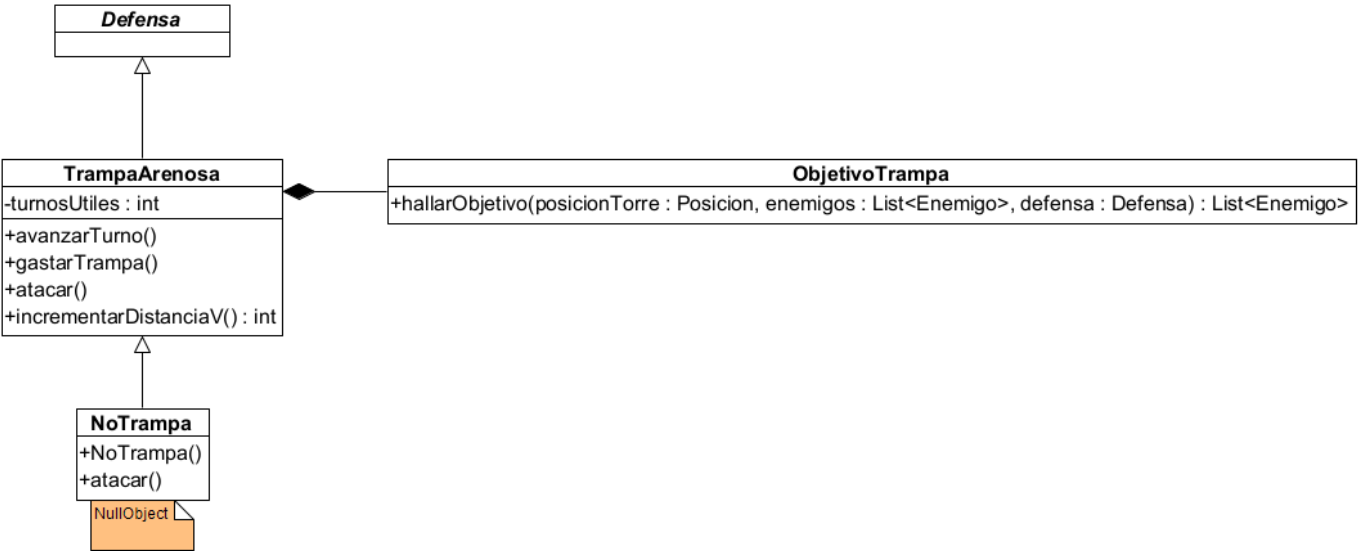 Defensa
TrampaArenosa
-turnosUtiles : int
+avanzarTurno()
+gastarTrampa()
+atacar()
+incrementarDistanciaV() : int
ObjetivoTrampa
+hallarObjetivo(posicionTorre : Posicion, enemigos : List<Enemigo>, defensa : Defensa) : List<Enemigo>
NoTrampa
+NoTrampa()
+atacar()
NullObject